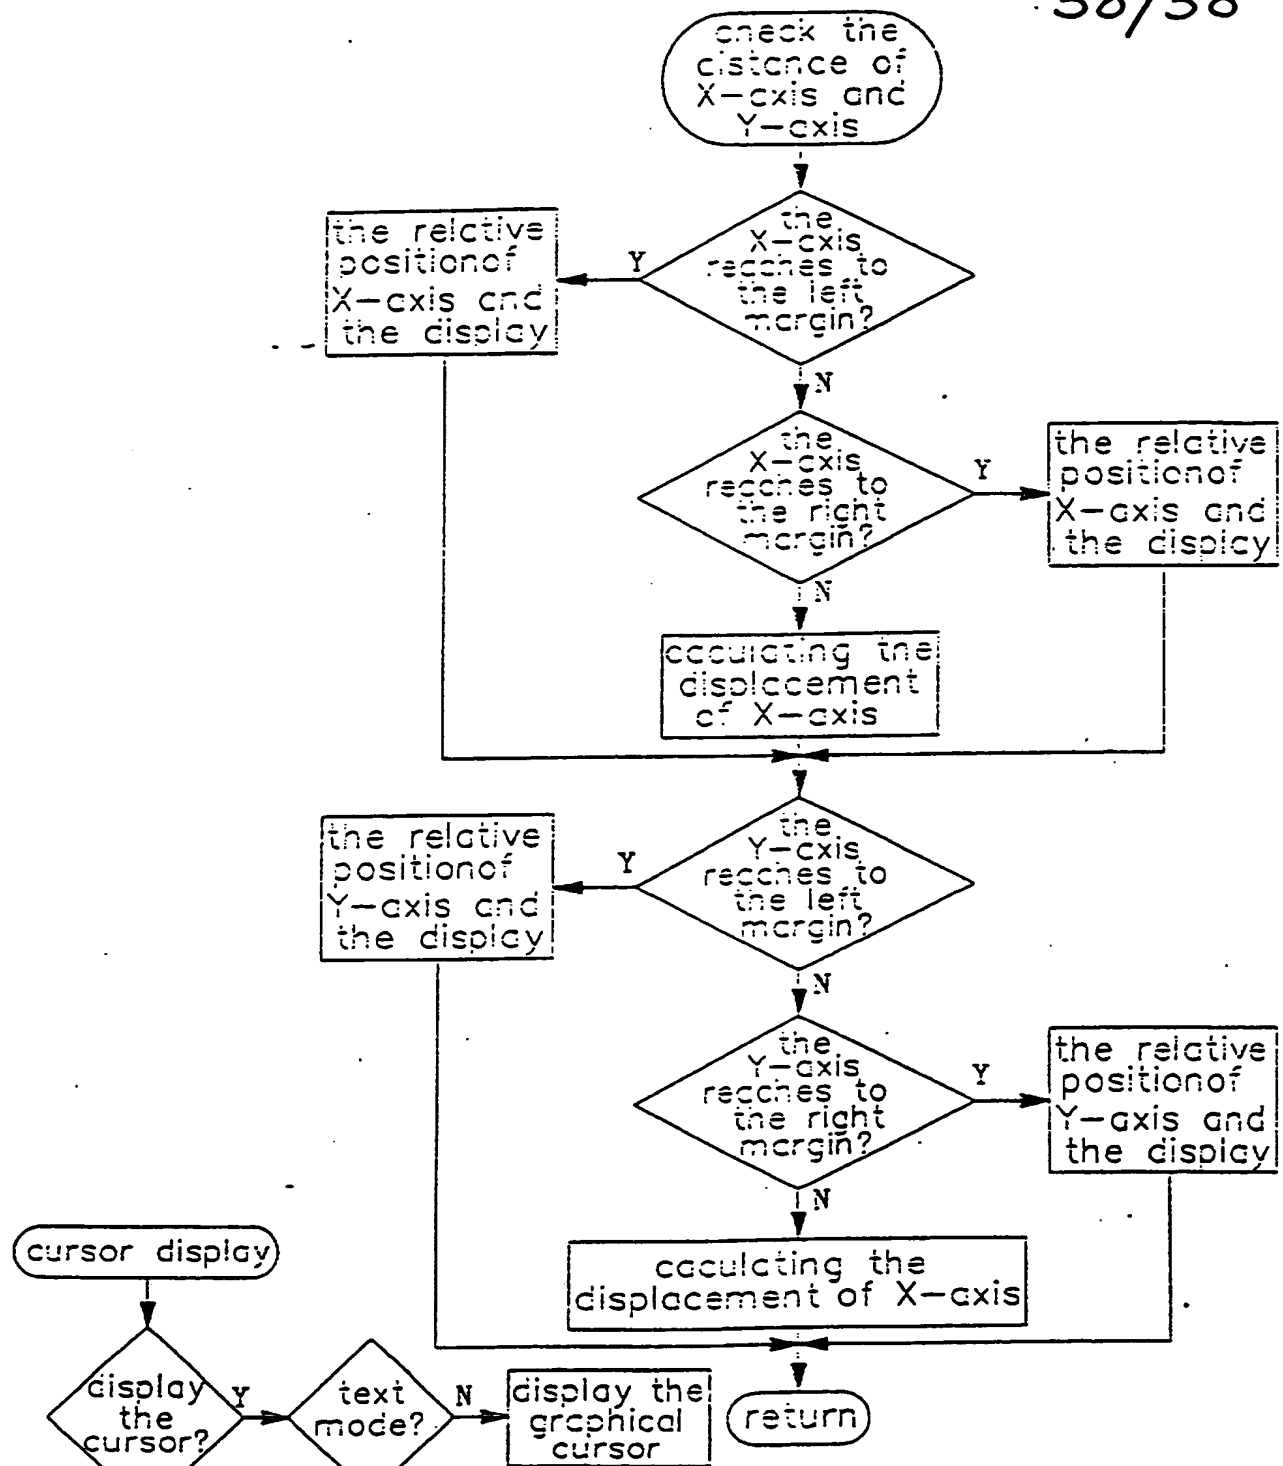 38/38
check the
distance of
X-axis and
Y-axis
the
X-axis
reaches to
the left
margin?
Y
the relative
positionof
X-axis and
the display
N
the
X-axis
reaches to
the right
margin?
Y
the relative
positionof
X-axis and
the display
N
caculating the
displacement
of X-axis
the
Y-axis
reaches to
the left
margin?
Y
the relative
positionof
Y-axis and
the display
N
the
Y-axis
reaches to
the right
margin?
Y
the relative
positionof
Y-axis and
the display
N
caculating the
displacement of X-axis
return
cursor display
display
the
cursor?
Y
text
mode?
N
display the
graphical
cursor